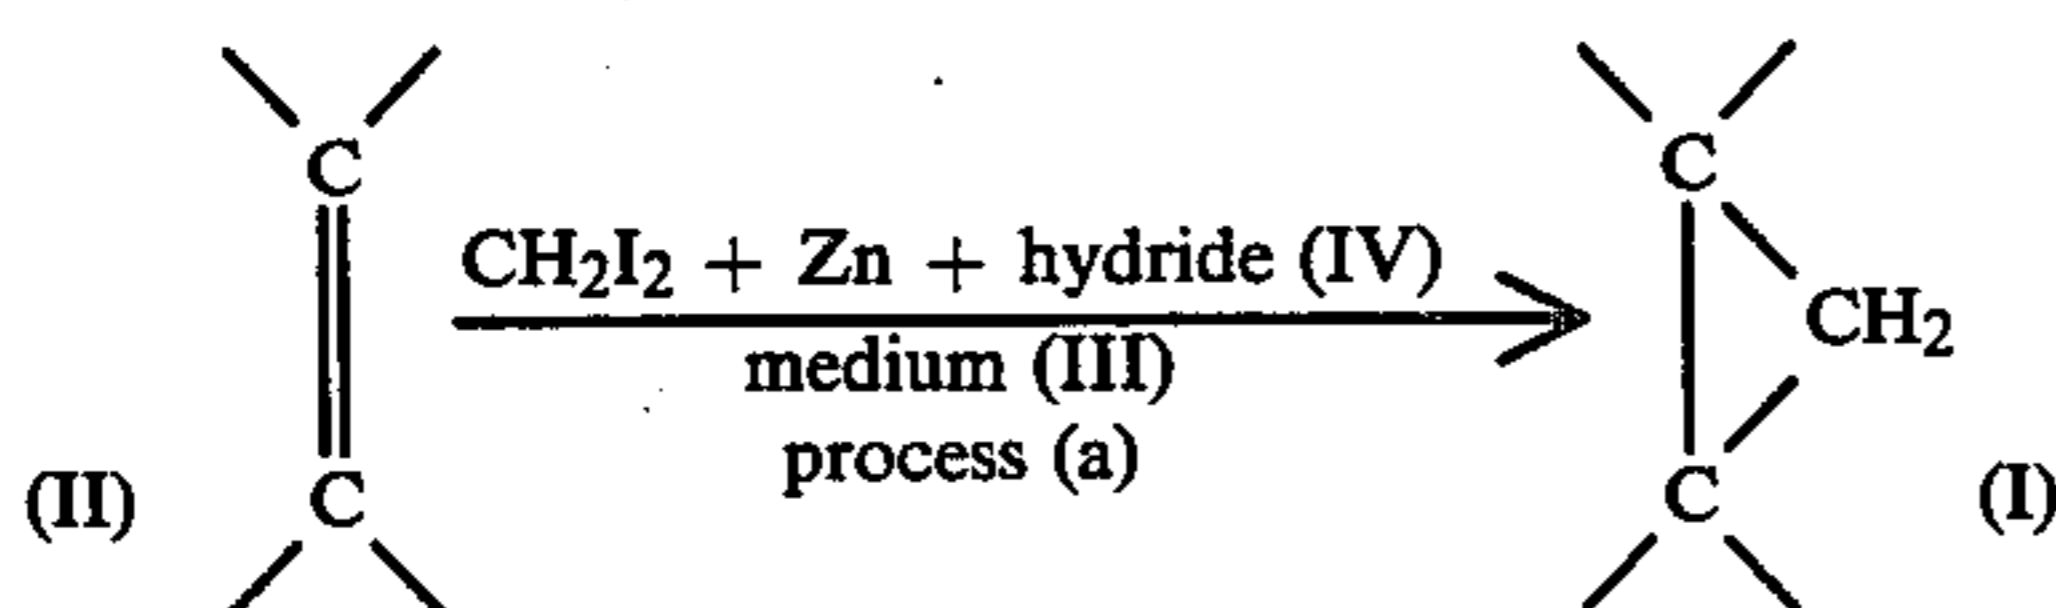 C
C
CH2I2 + Zn + hydride (IV)
CH2
medium (III)
process (a)
(II)
C
C
(I)